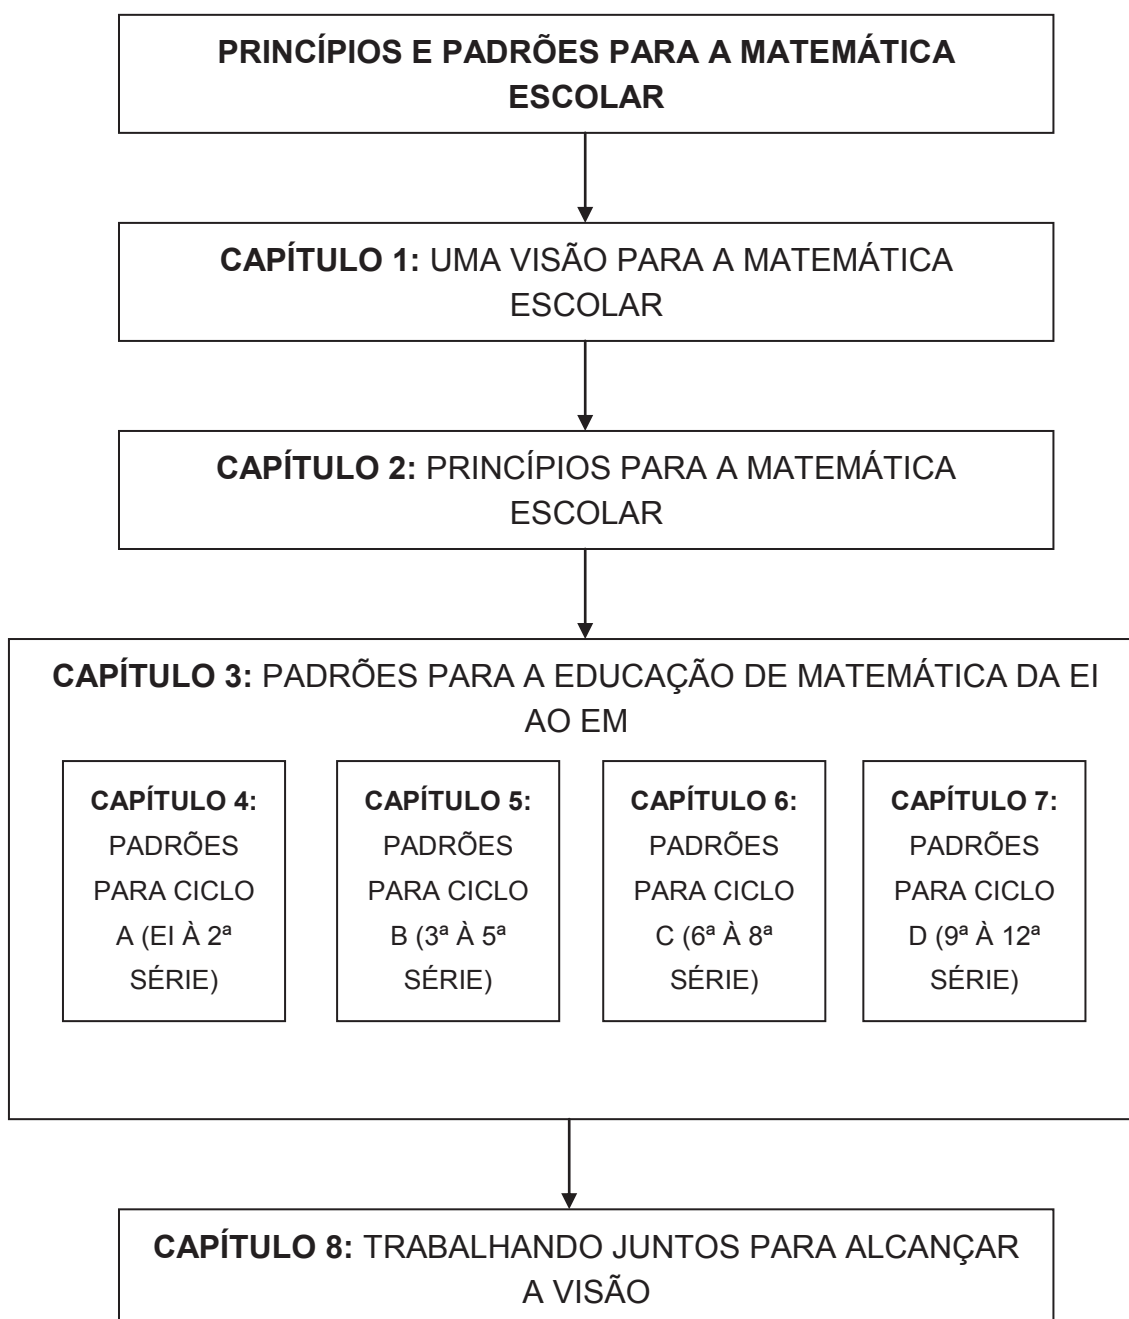 PRINCÍPIOS E PADRÕES PARA A MATEMÁTICA
ESCOLAR
CAPÍTULO 1: UMA VISÃO PARA A MATEMÁTICA
ESCOLAR
CAPÍTULO 2: PRINCÍPIOS PARA A MATEMÁTICA
ESCOLAR
CAPÍTULO 3: PADRÕES PARA A EDUCAÇÃO DE MATEMÁTICA DA EI
AO EM
CAPÍTULO 4:
PADRÕES
PARA CICLO
A (EI À 2ª
SÉRIE)
CAPÍTULO 5:
PADRÕES
PARA CICLO
B (3ª À 5ª
SÉRIE)
CAPÍTULO 6:
PADRÕES
PARA CICLO
C (6ª À 8ª
SÉRIE)
CAPÍTULO 7:
PADRÕES
PARA CICLO
D (9ª À 12ª
SÉRIE)
CAPÍTULO 8: TRABALHANDO JUNTOS PARA ALCANÇAR
A VISÃO